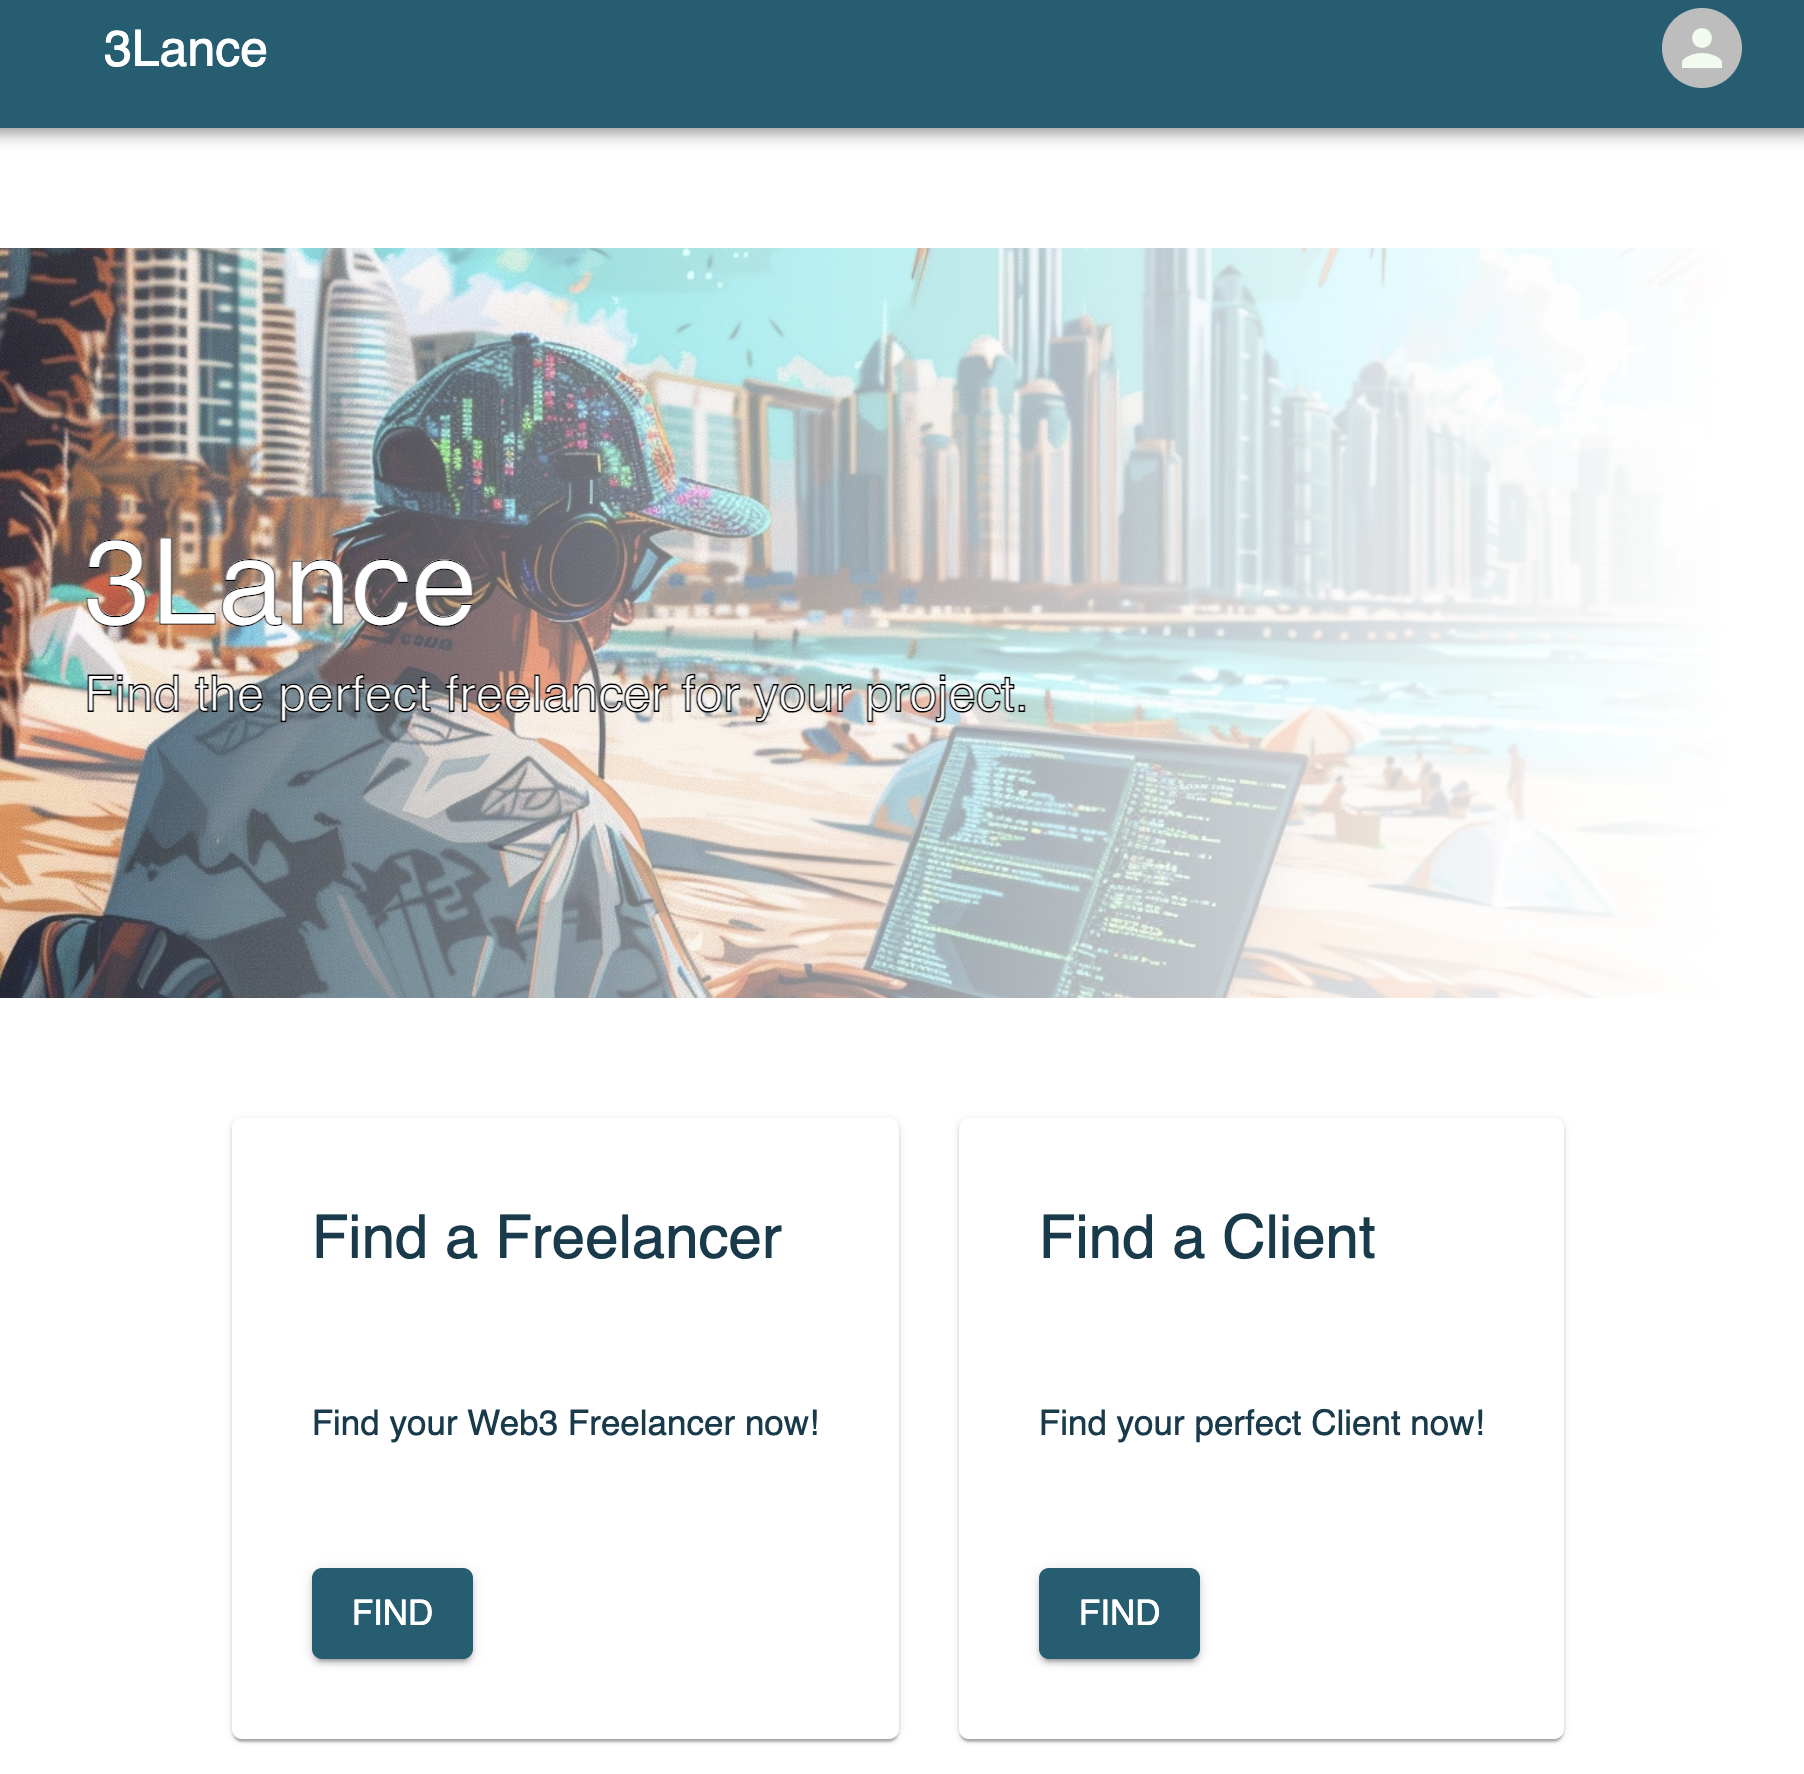 3Lance
3Lance
Find the perfect freelancer for your project.
Find a Freelancer
Find your Web3 Freelancer now!
FIND
Find a Client
Find your perfect Client now!
FIND